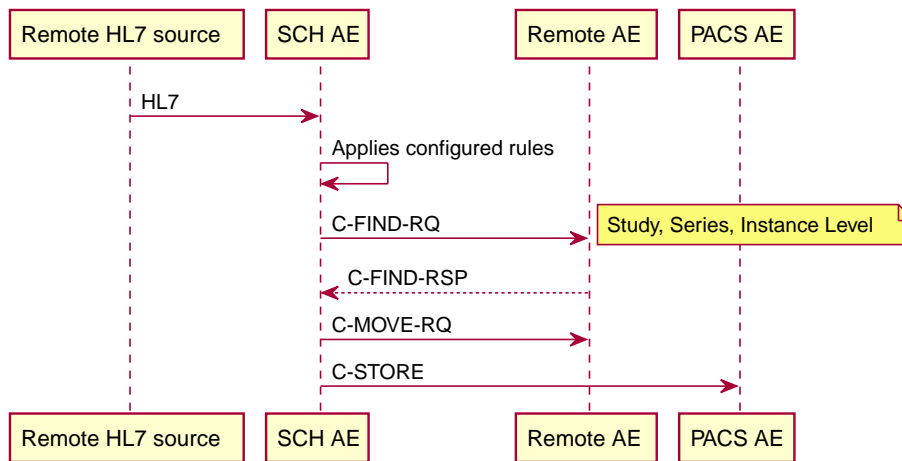 Remote HL7 source SCH AE Remote AE PACS AE
HL7
Applies configured rules
C-FIND-RQ Study, Series, Instance Level
C-FIND-RSP
C-MOVE-RQ
C-STORE
Remote HL7 source SCH AE Remote AE PACS AE